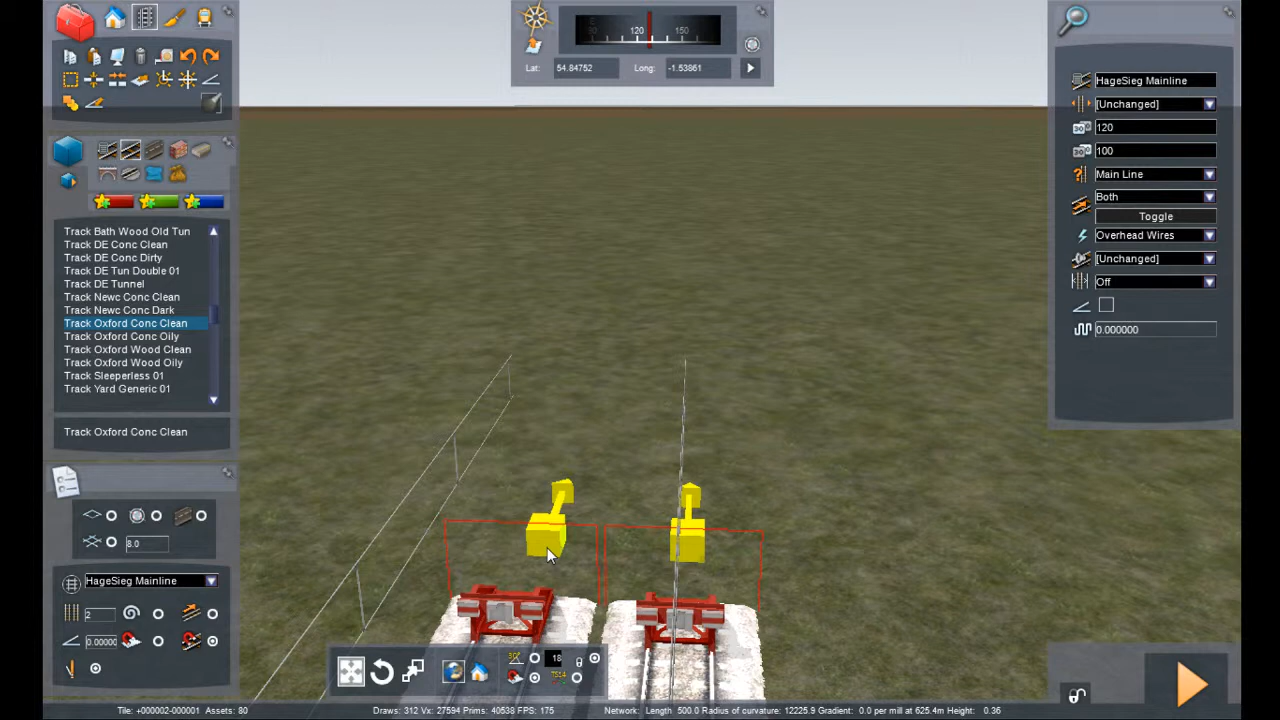 90
120
150
Lat:
54.84752
Long:
-1.53861
Track Bath Wood Old Tun
Track DE Conc Clean
Track DE Conc Dirty
Track DE Tun Double 01
Track DE Tunnel
Track Newc Conc Clean
Track Newc Conc Dark
Track Oxford Conc Clean
Track Oxford Conc Oily
Track Oxford Wood Clean
Track Oxford Wood Oily
Track Sleeperless 01
Track Yard Generic 01
Track Oxford Conc Clean
8.0
HageSieg Mainline
2
0.00000
HageSieg Mainline
[Unchanged]
120
100
Main Line
Both
Toggle
Overhead Wires
[Unchanged]
Off
0.000000
18
Tile: +000002-000001 Assets: 80
Draws: 312 Vx: 27594 Prims: 40538 FPS: 175
Network: Length 500.0 Radius of curvature: 12225.9 Gradient: 0.0 per mill at 625.4m Height: 0.36